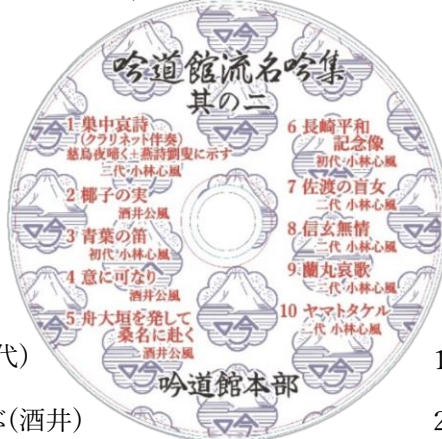 吟道館流名吟集
其の二
1 巣中哀詩
(クラリネット伴奏)
慈烏夜啼く+燕詩劉叟に示す
二代 小林心風
2 椰子の実
酒井公風
3 青葉の笛
初代 小林心風
4 意に可なり
酒井公風
5 舟大垣を発して
桑名に赴く
酒井公風
6 長崎平和
記念像
初代 小林心風
7 佐渡の盲女
二代 小林心風
8 信玄無情
二代 小林心風
9 蘭丸哀歌
二代 小林心風
10 ヤマトタケル
二代 小林心風
吟道館本部
代)
(酒井)
1
2